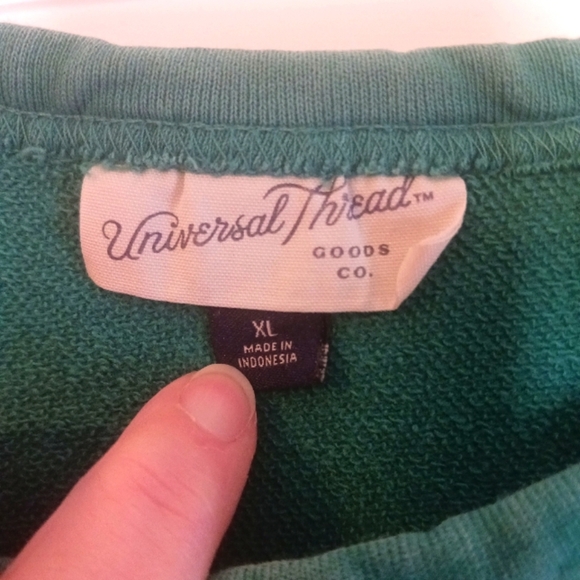 Universal Thread™
GOODS
CO.
XL
MADE IN
INDONESIA